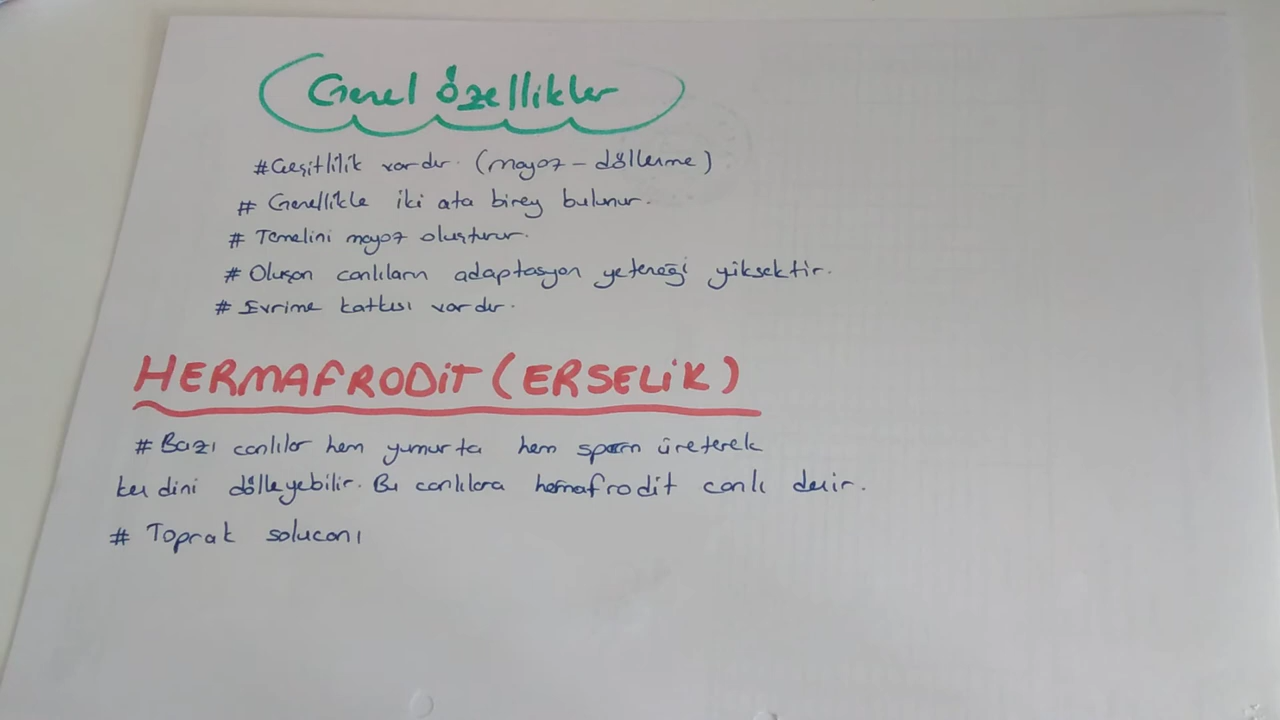 Genel özellikler
#Çeşitlilik vardır. (mayoz - döllenme)
# Genellikle iki ata birey bulunur.
# Temelini mayoz oluşturur.
# Oluşan canlıların adaptasyon yeteneği yüksektir.
# Evrime katkısı vardır.
HERMAFRODİT (ERSELİK)
# Bazı canlılar hem yumurta hem sperm üreterek
kendini dölleyebilir. Bu canlılara hermafrodit canlı denir.
# Toprak solucanı